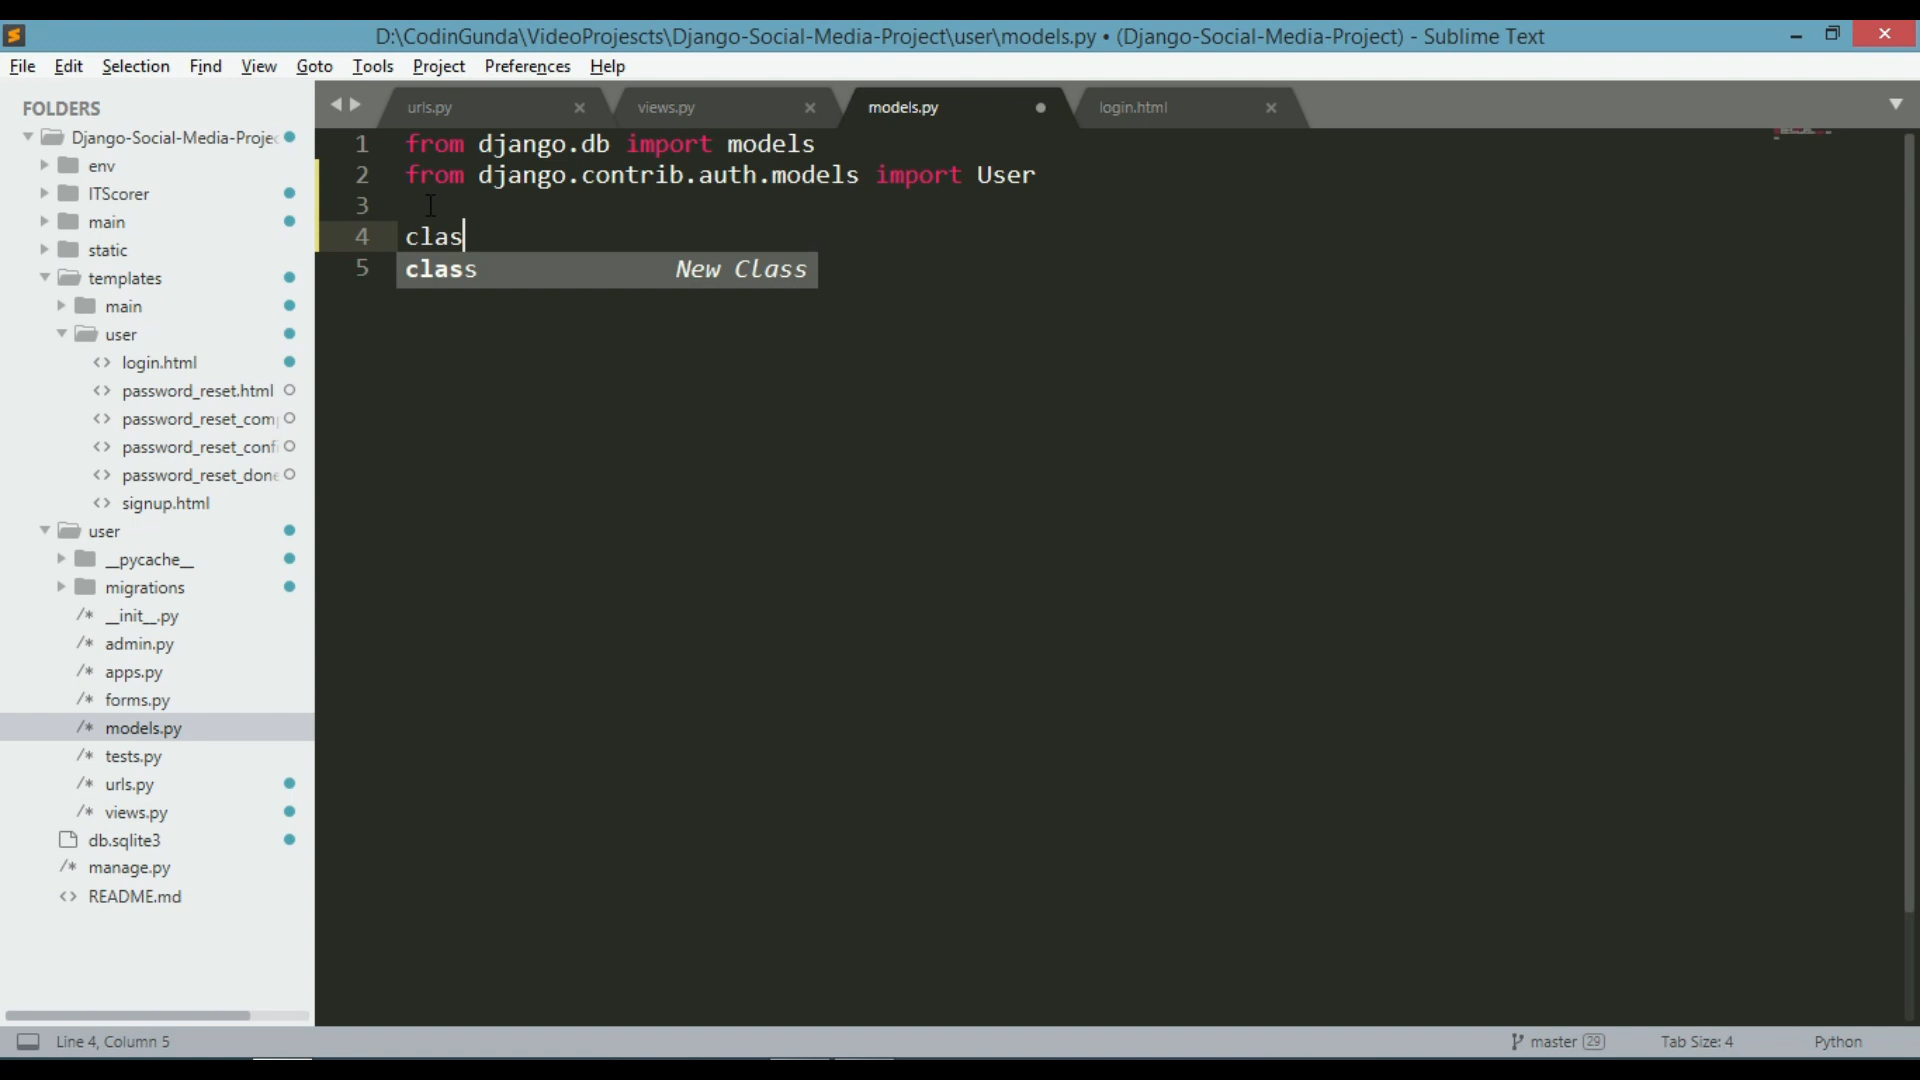 D:\CodinGunda\VideoProjescts\Django-Social-Media-Project\user\models.py • (Django-Social-Media-Project) - Sublime Text
File Edit Selection Find View Goto Tools Project Preferences Help
FOLDERS
Django-Social-Media-Projec
env
ITScorer
main
static
templates
main
user
<> login.html
<> password_reset.html
<> password_reset_com
<> password_reset_confi
<> password_reset_done
<> signup.html
user
__pycache__
migrations
/* __init__.py
/* admin.py
/* apps.py
/* forms.py
/* models.py
/* tests.py
/* urls.py
/* views.py
db.sqlite3
/* manage.py
<> README.md
urls.py × views.py × models.py • login.html ×
1 from django.db import models
2 from django.contrib.auth.models import User
3
4 clas
5
class New Class
Line 4, Column 5 master 29 Tab Size: 4 Python